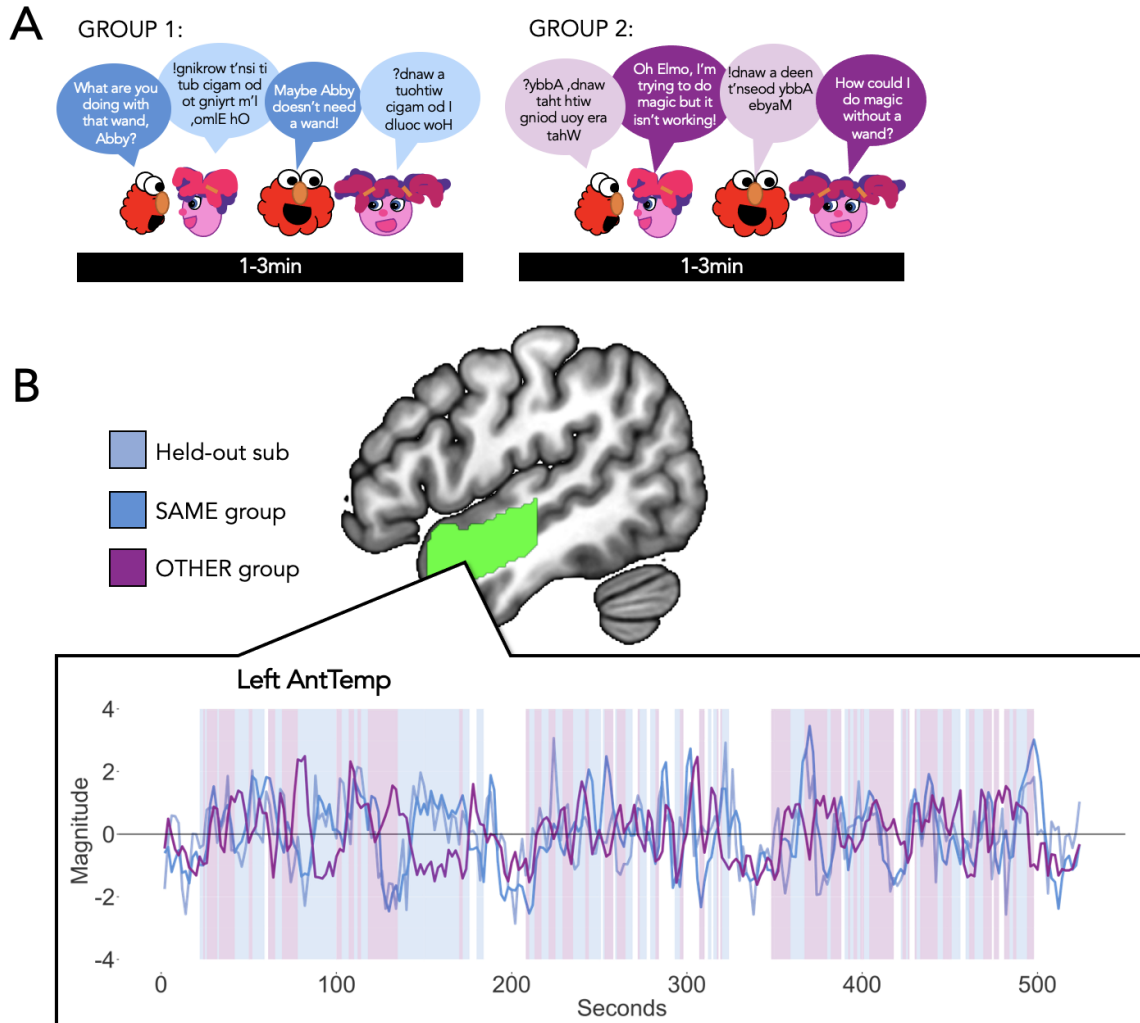 A
GROUP 1:
What are you
doing with
that wand,
Abby?
!gnikrow t'nsi ti
tub cigam od
ot gniyrt m'I
,omlE hO
Maybe Abby
doesn't need
a wand!
?dnaw a
tuohtiw
cigam od I
dluoc woH
1-3min
GROUP 2:
?ybbA ,dnaw
taht htiw
gniod uoy era
tahW
Oh Elmo, I'm
trying to do
magic but it
isn't working!
!dnaw a deen
t'nseod ybbA
ebyaM
How could I
do magic
without a
wand?
1-3min
B
Held-out sub
SAME group
OTHER group
Left AntTemp
Magnitude
4
2
0
-2
-4
0 100 200 300 400 500
Seconds